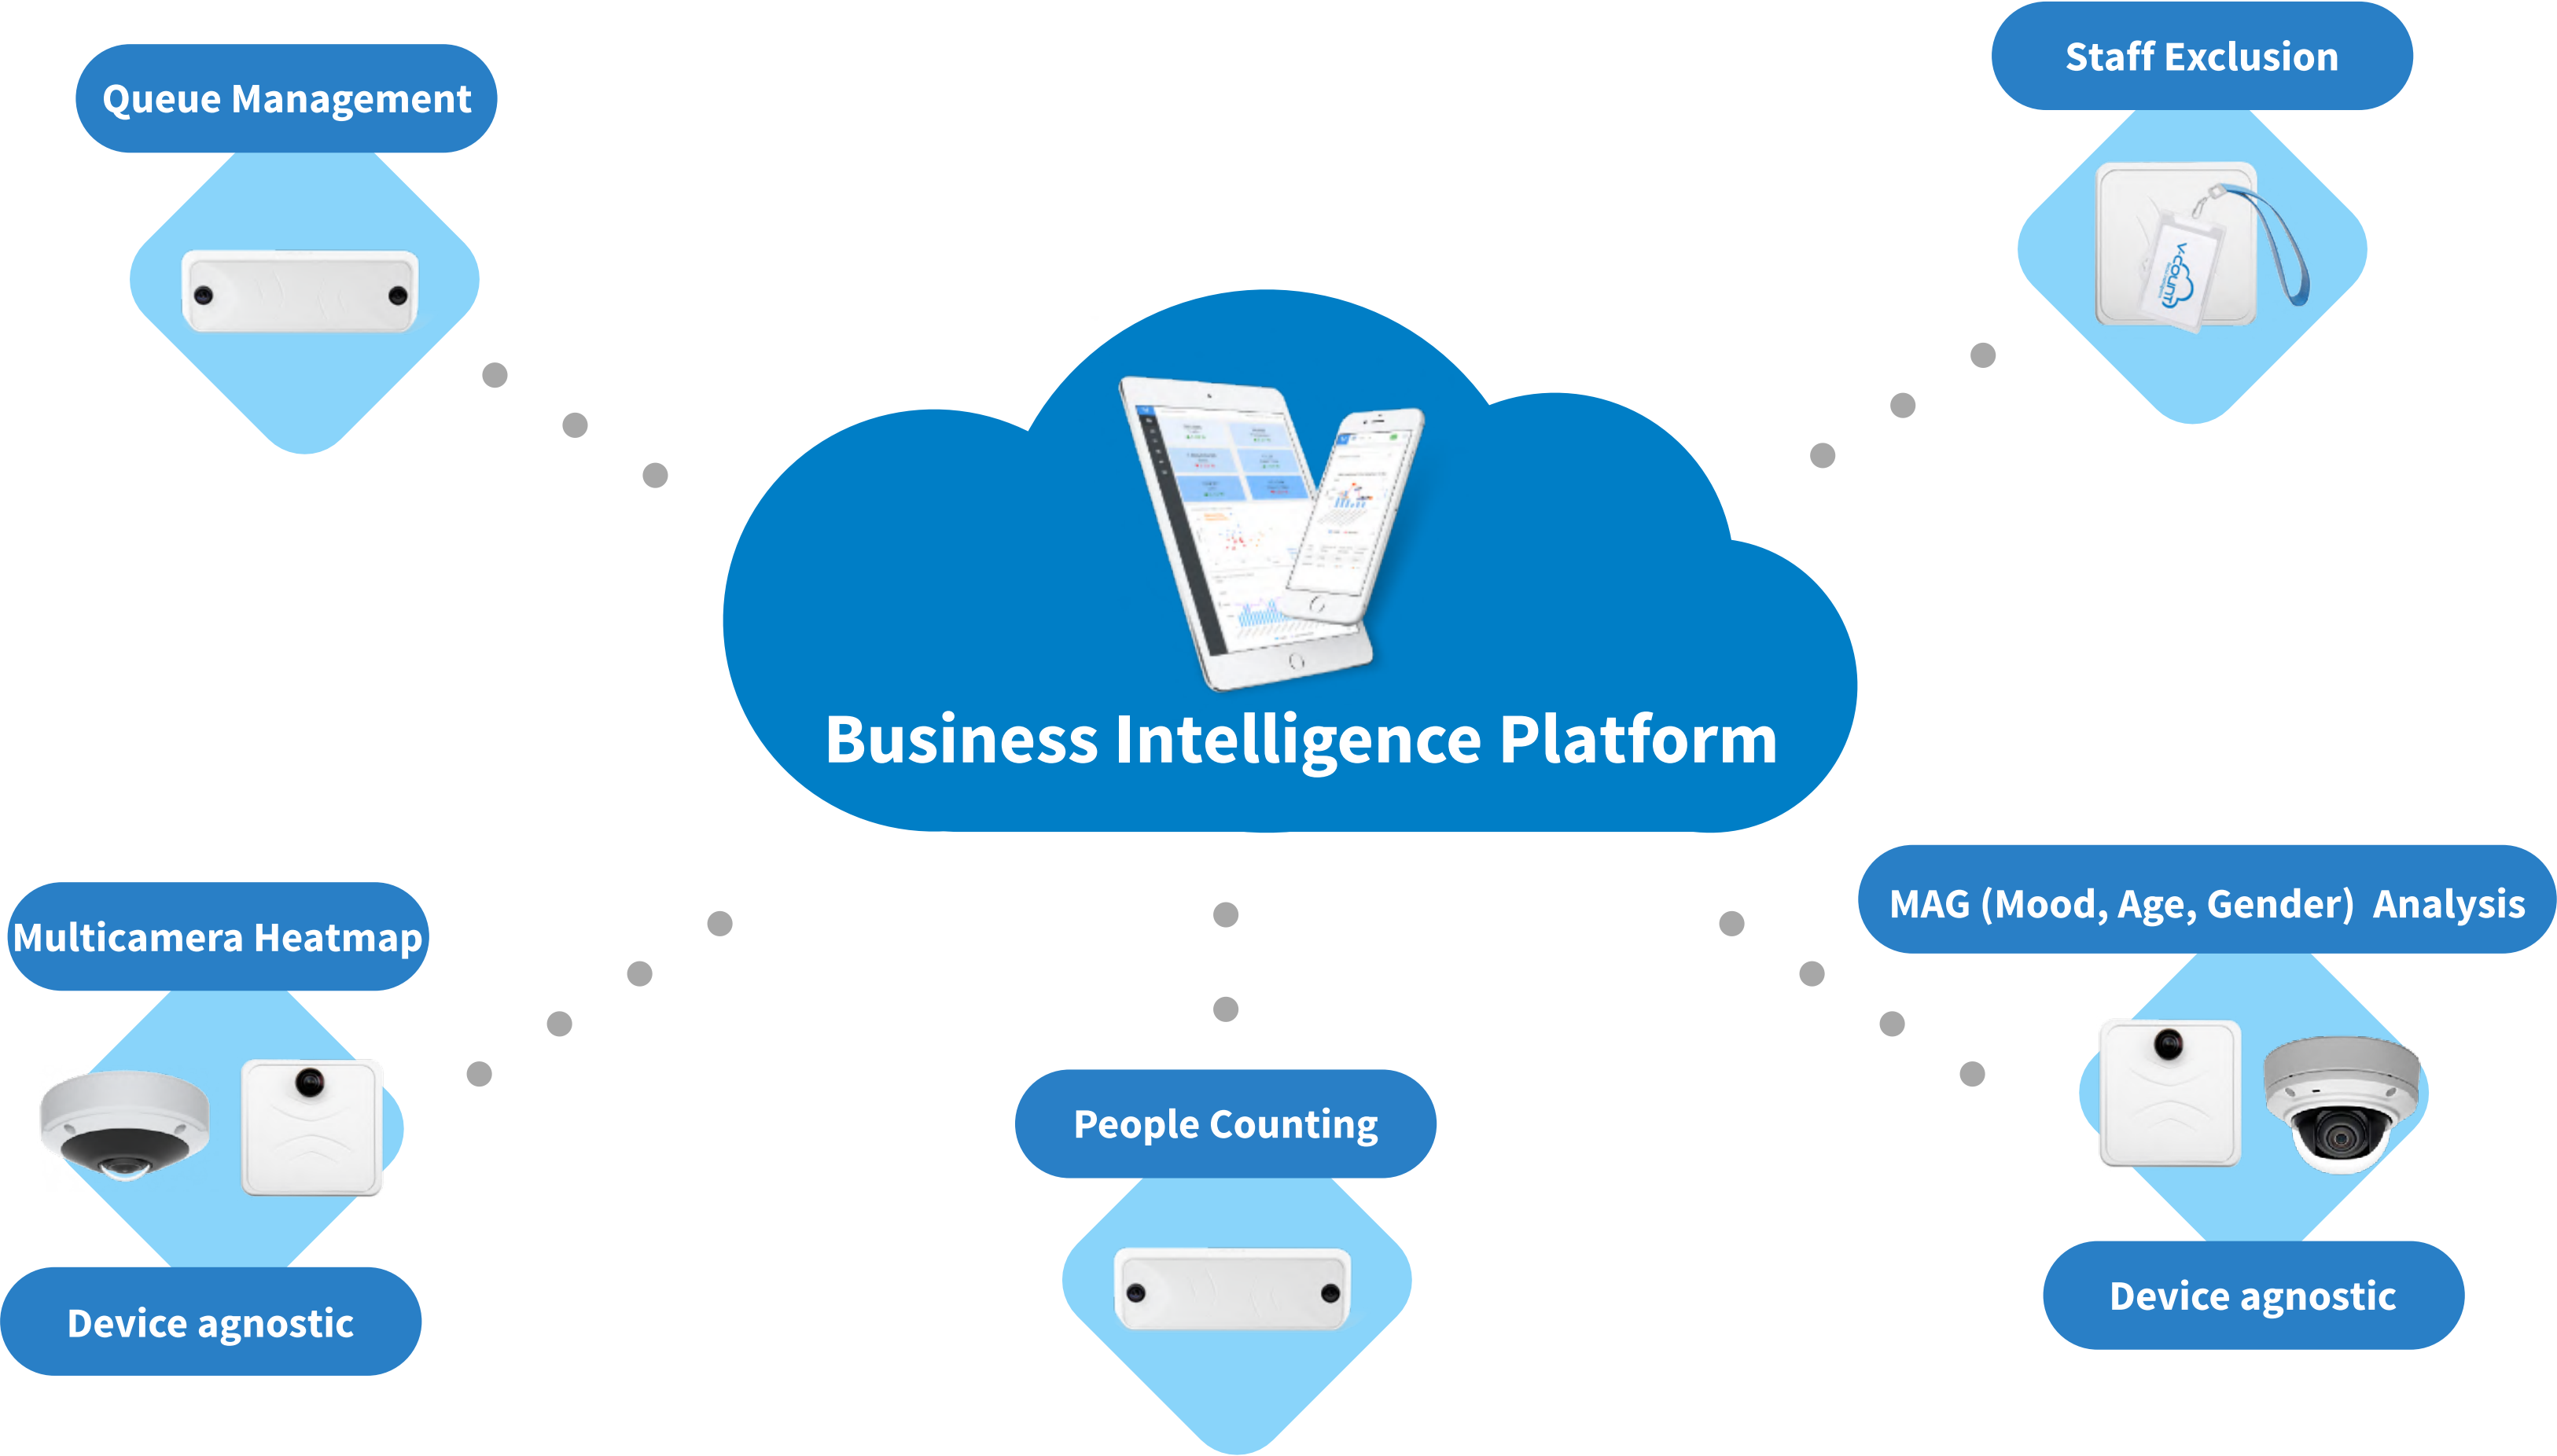 Staff Exclusion
Queue Management
V-COUNT
Business Intelligence Platform
MAG (Mood, Age, Gender)  Analysis
Multicamera Heatmap
People Counting
Device agnostic
Device agnostic